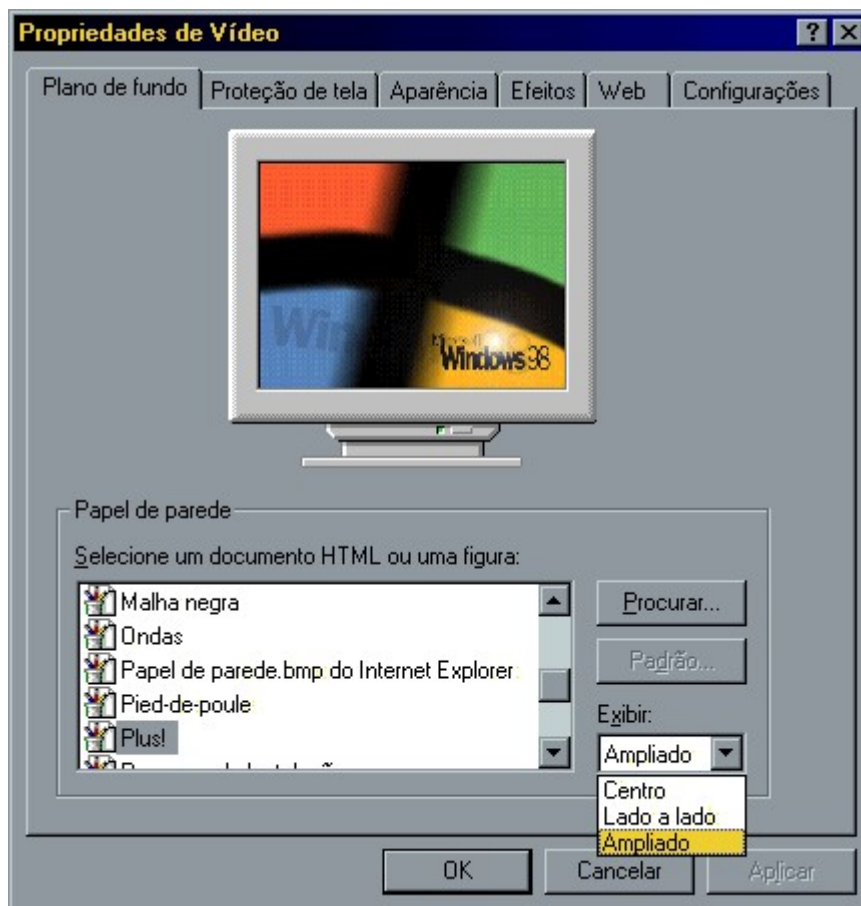 Propriedades de Vídeo
Plano de fundo Proteção de tela Aparência Efeitos Web Configurações
Win
Microsoft
Windows 98
Papel de parede
Selecione um documento HTML ou uma figura:
Malha negra
Ondas
Papel de parede.bmp do Internet Explorer
Pied-de-poule
Plus!
Procurar...
Padrão...
Exibir:
Ampliado
Centro
Lado a lado
Ampliado
OK Cancelar Aplicar